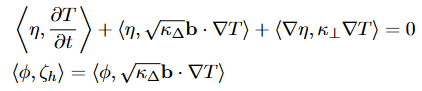 ⟨η, ∂T/∂t⟩ + ⟨η, √κ_Δ b · ∇T⟩ + ⟨∇η, κ_⊥∇T⟩ = 0
⟨ϕ, ζ_h⟩ = ⟨ϕ, √κ_Δ b · ∇T⟩